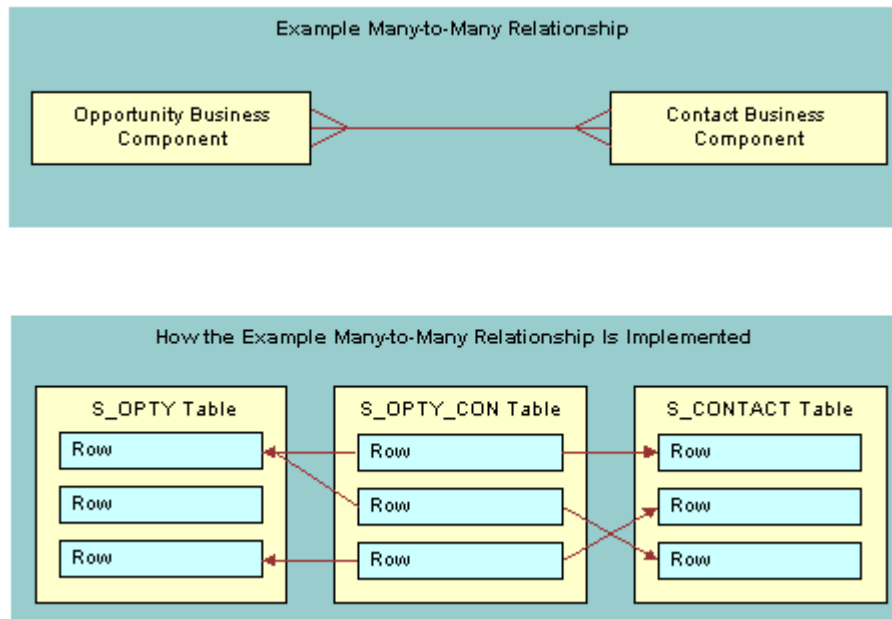 Example Many-to-Many Relationship
Opportunity Business
Component
Contact Business
Component
How the Example Many-to-Many Relationship Is Implemented
S_OPTY Table
Row
Row
Row
S_OPTY_CON Table
Row
Row
Row
S_CONTACT Table
Row
Row
Row